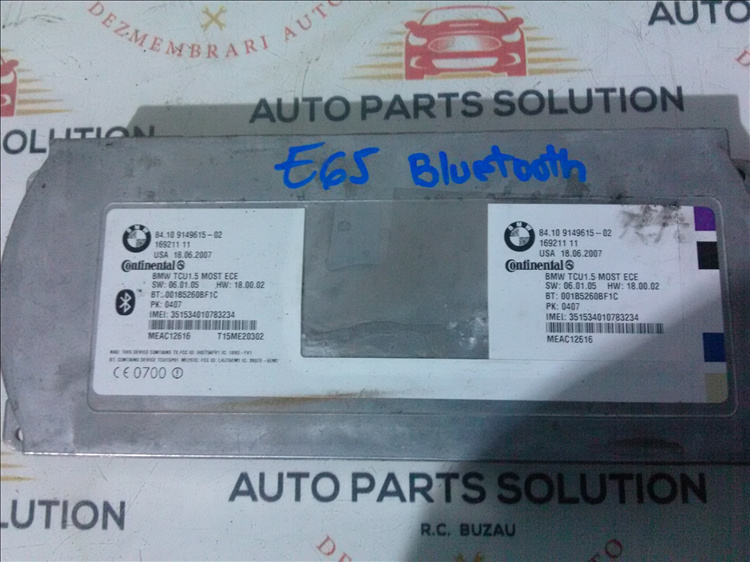 DEZMEMBRARI AUTO
AUTO
AUTO PARTS SOLUTION
OLUTION
E65 Bluetooth
BMW
84.10 9149615-02
169211 11
USA 18.06.2007
Continental
BMW TCU1.5 MOST ECE
SW: 06.01.05 HW: 18.00.02
BT: 001B5260BF1C
PK: 0407
IMEI: 351534010783234
MEAC12616 T15ME20302
CE 0700
BMW
84.10 9149615-02
169211 11
USA 18.06.2007
Continental
BMW TCU1.5 MOST ECE
SW: 06.01.05 HW: 18.00.02
BT: 001B5260BF1C
PK: 0407
IMEI: 351534010783234
MEAC12616
AUTO PARTS SOLUTION
LUTION
R.C. BUZAU